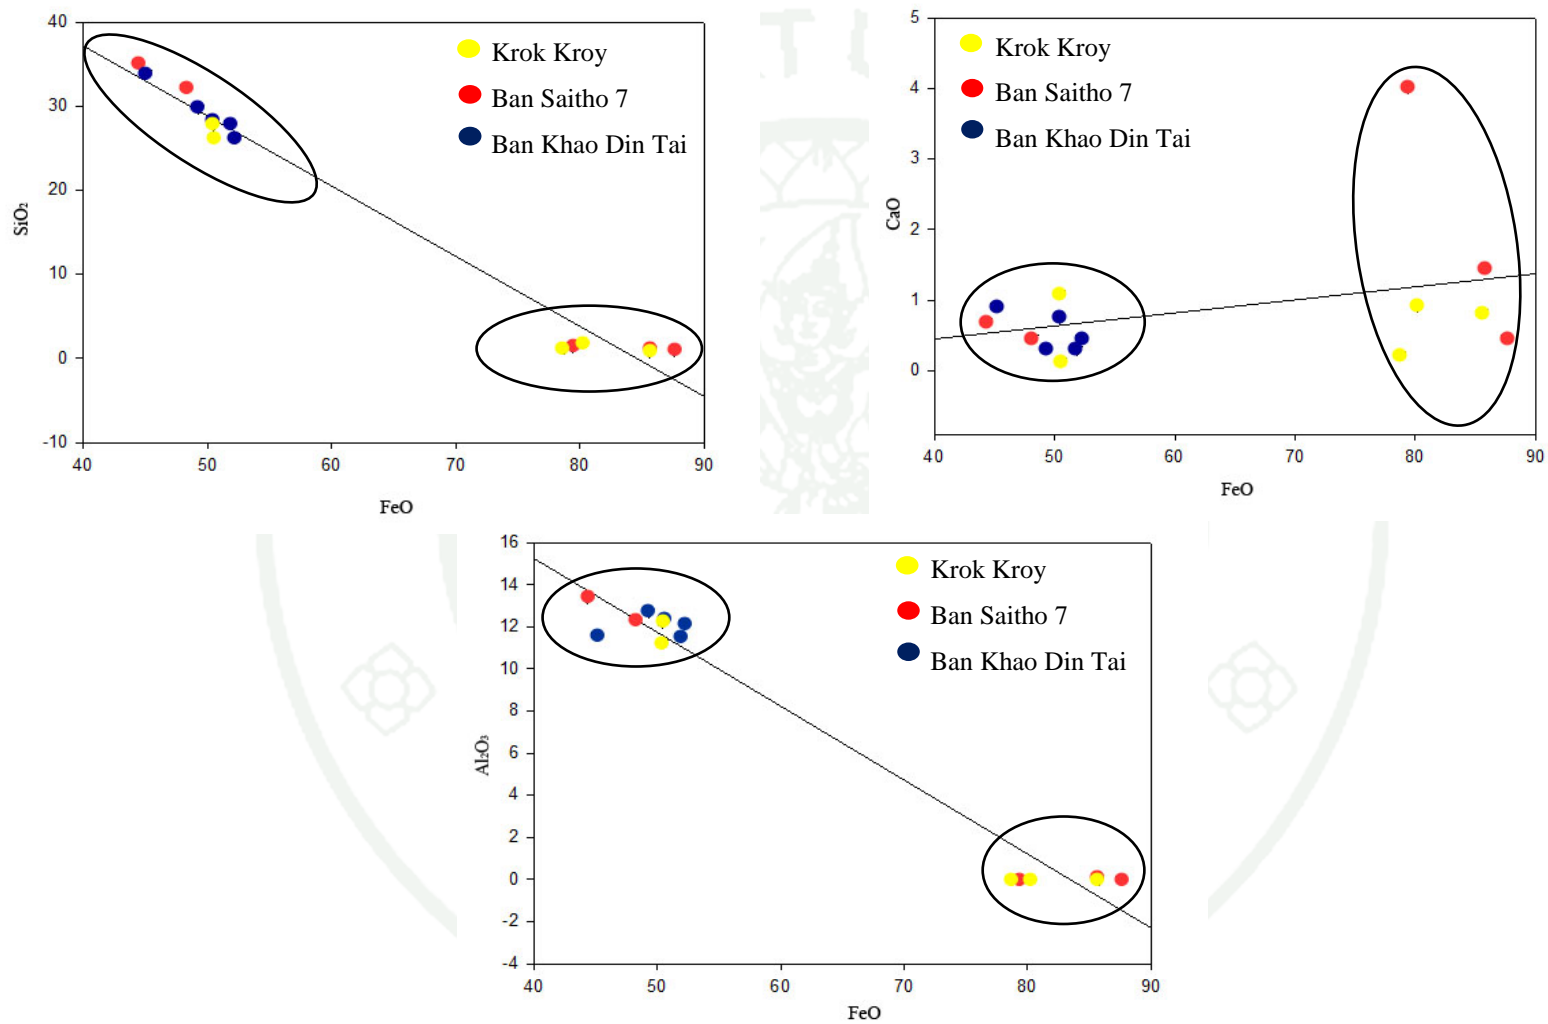 40
30
20
10
0
-10
SiO₂
40 50 60 70 80 90
FeO
Krok Kroy
Ban Saitho 7
Ban Khao Din Tai
5
4
3
2
1
0
CaO
40 50 60 70 80 90
FeO
Krok Kroy
Ban Saitho 7
Ban Khao Din Tai
16
14
12
10
8
6
4
2
0
-2
-4
Al₂O₃
40 50 60 70 80 90
FeO
Krok Kroy
Ban Saitho 7
Ban Khao Din Tai